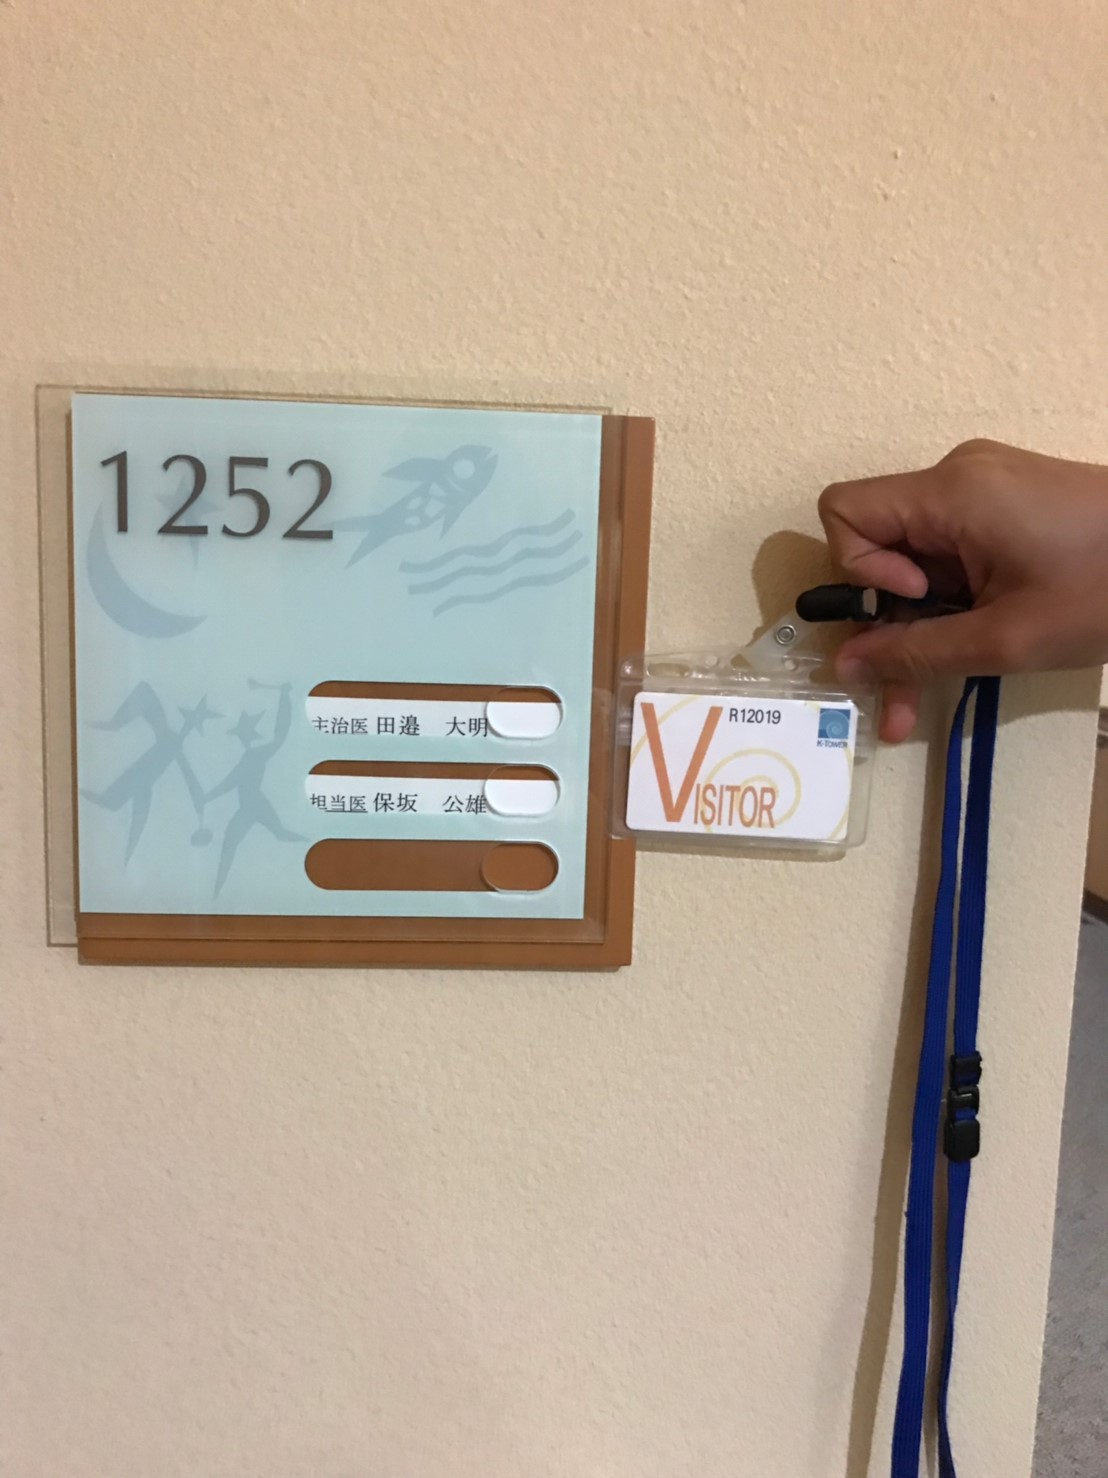 1252
主治医 田邉 大明
担当医 保坂 公雄
R12019
K-TOWER
VISITOR